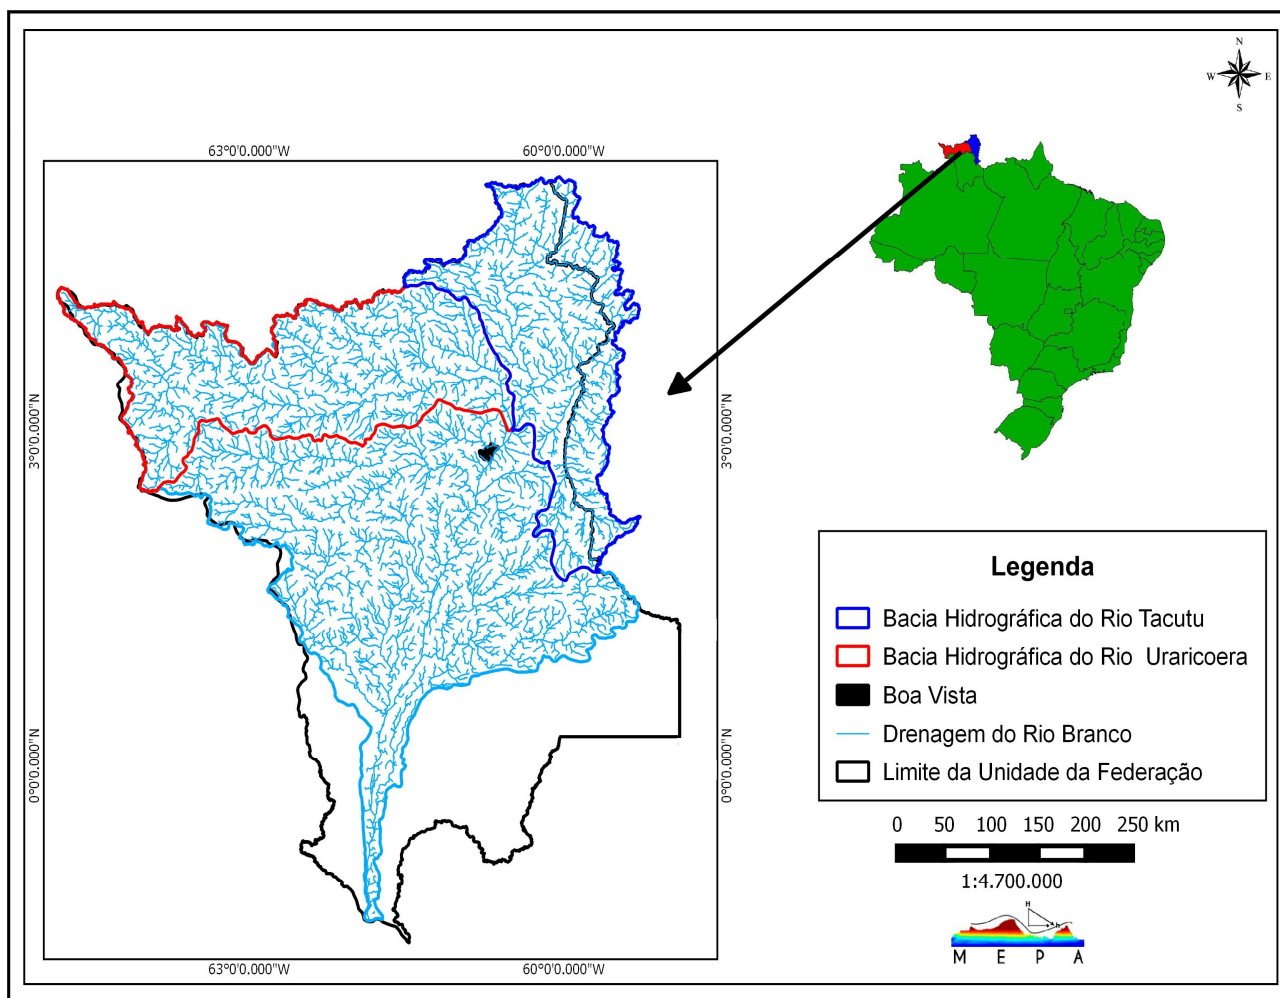 N
W E
S
63°0'0.000"W 60°0'0.000"W
3°0'0.000"N 3°0'0.000"N
0°0'0.000"N 0°0'0.000"N
63°0'0.000"W 60°0'0.000"W
Legenda
Bacia Hidrográfica do Rio Tacutu
Bacia Hidrográfica do Rio Uraricoera
Boa Vista
Drenagem do Rio Branco
Limite da Unidade da Federação
0 50 100 150 200 250 km
1:4.700.000
H
h
M E P A